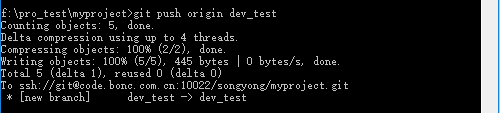 f:\pro_test\myproject>git push origin dev_test
Counting objects: 5, done.
Delta compression using up to 4 threads.
Compressing objects: 100% (2/2), done.
Writing objects: 100% (5/5), 445 bytes | 0 bytes/s, done.
Total 5 (delta 1), reused 0 (delta 0)
To ssh://git@code.bonc.com.cn:10022/songyong/myproject.git
 * [new branch]      dev_test -> dev_test